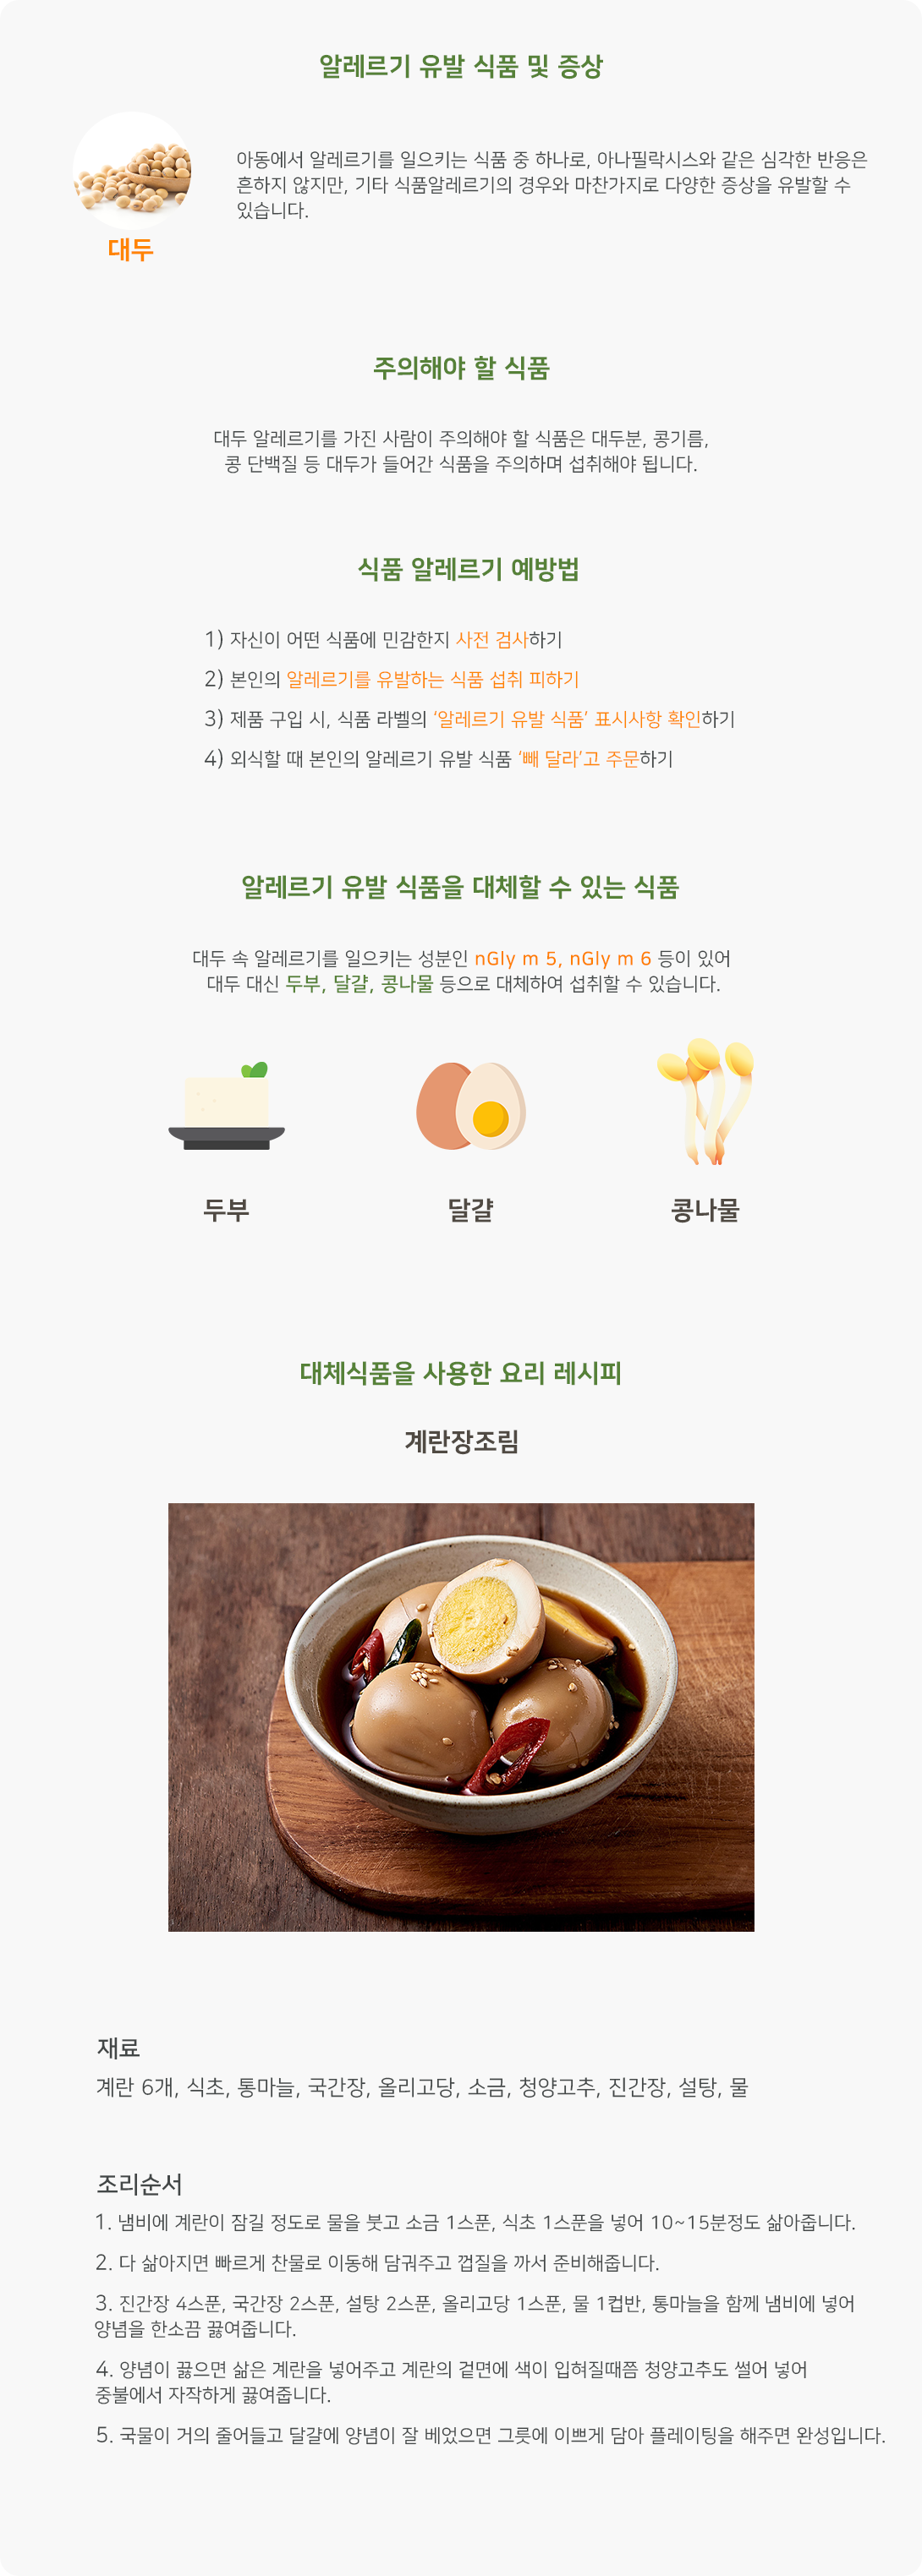 알레르기 유발 식품 및 증상
아동에서 알레르기를 일으키는 식품 중 하나로, 아나필락시스와 같은 심각한 반응은
흔하지 않지만, 기타 식품알레르기의 경우와 마찬가지로 다양한 증상을 유발할 수
있습니다.
대두
주의해야 할 식품
대두 알레르기를 가진 사람이 주의해야 할 식품은 대두분, 콩기름,
콩 단백질 등 대두가 들어간 식품을 주의하며 섭취해야 됩니다.
식품 알레르기 예방법
1) 자신이 어떤 식품에 민감한지 사전 검사하기
2) 본인의 알레르기를 유발하는 식품 섭취 피하기
3) 제품 구입 시, 식품 라벨의 ‘알레르기 유발 식품’ 표시사항 확인하기
4) 외식할 때 본인의 알레르기 유발 식품 ‘빼 달라’고 주문하기
알레르기 유발 식품을 대체할 수 있는 식품
대두 속 알레르기를 일으키는 성분인 nGly m 5, nGly m 6 등이 있어
대두 대신 두부, 달걀, 콩나물 등으로 대체하여 섭취할 수 있습니다.
두부 달걀 콩나물
대체식품을 사용한 요리 레시피
계란장조림
재료
계란 6개, 식초, 통마늘, 국간장, 올리고당, 소금, 청양고추, 진간장, 설탕, 물
조리순서
1. 냄비에 계란이 잠길 정도로 물을 붓고 소금 1스푼, 식초 1스푼을 넣어 10~15분정도 삶아줍니다.
2. 다 삶아지면 빠르게 찬물로 이동해 담궈주고 껍질을 까서 준비해줍니다.
3. 진간장 4스푼, 국간장 2스푼, 설탕 2스푼, 올리고당 1스푼, 물 1컵반, 통마늘을 함께 냄비에 넣어
양념을 한소끔 끓여줍니다.
4. 양념이 끓으면 삶은 계란을 넣어주고 계란의 겉면에 색이 입혀질때쯤 청양고추도 썰어 넣어
중불에서 자작하게 끓여줍니다.
5. 국물이 거의 줄어들고 달걀에 양념이 잘 베었으면 그릇에 이쁘게 담아 플레이팅을 해주면 완성입니다.